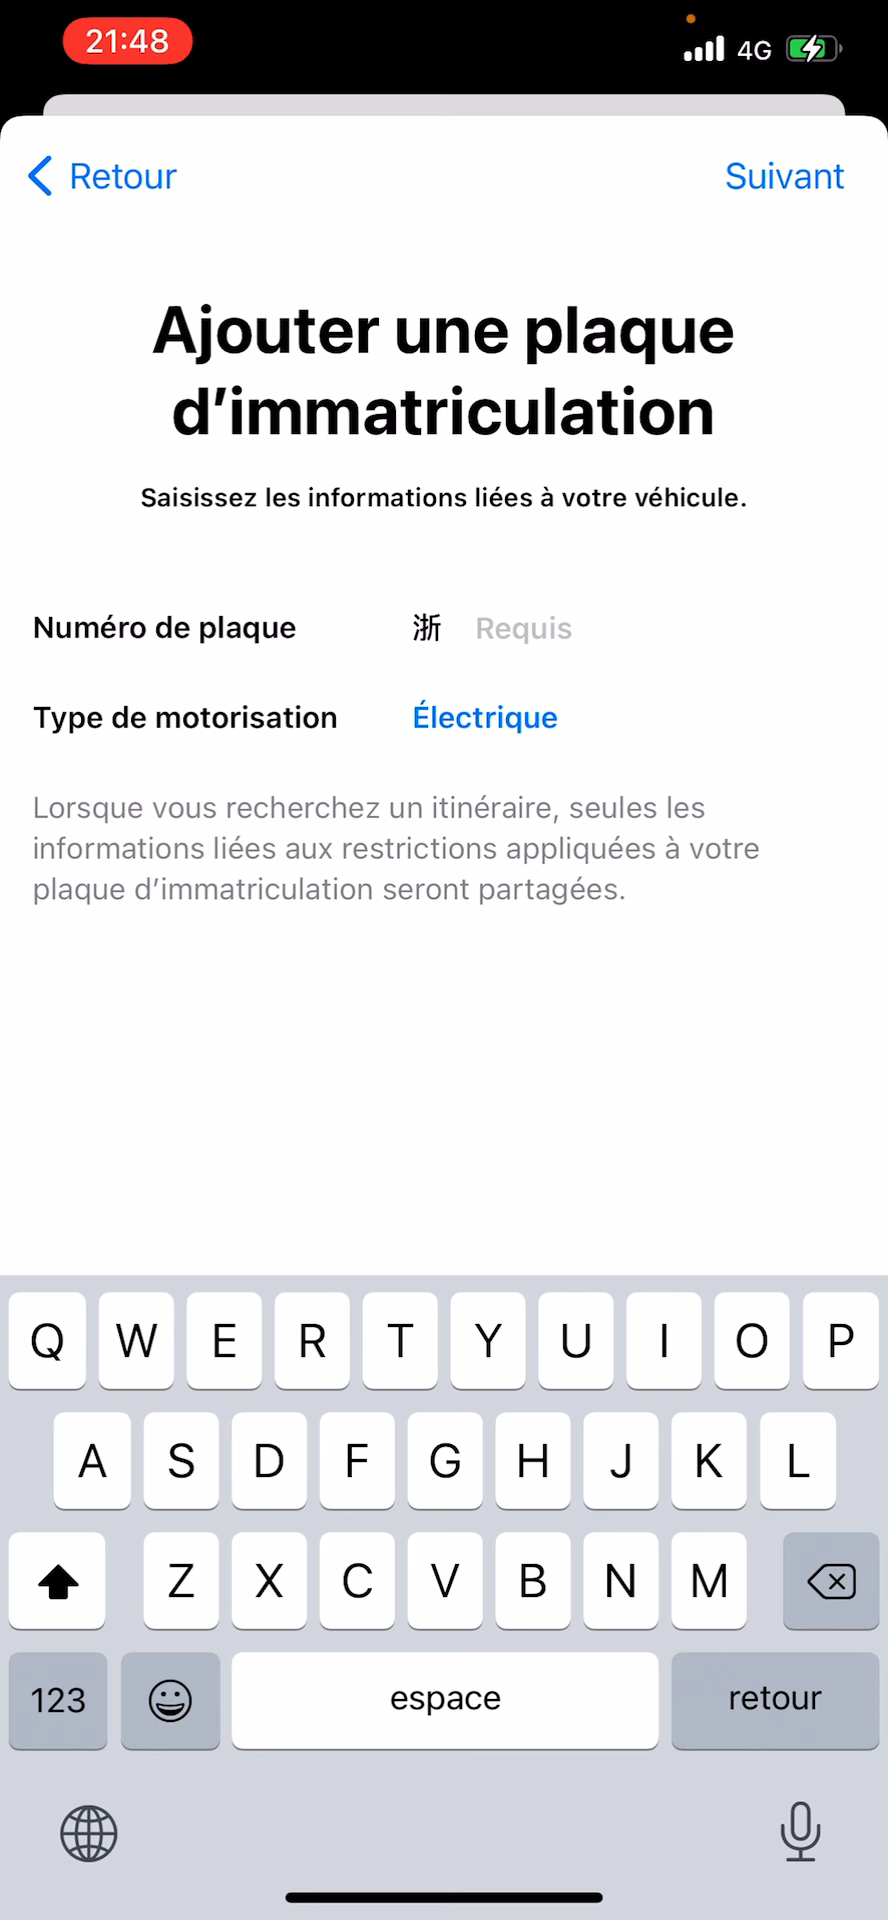 21:48
4G
Retour
Suivant
Ajouter une plaque
d’immatriculation
Saisissez les informations liées à votre véhicule.
Numéro de plaque 浙 Requis
Type de motorisation Électrique
Lorsque vous recherchez un itinéraire, seules les
informations liées aux restrictions appliquées à votre
plaque d’immatriculation seront partagées.
Q W E R T Y U I O P
A S D F G H J K L
Z X C V B N M
123 espace retour